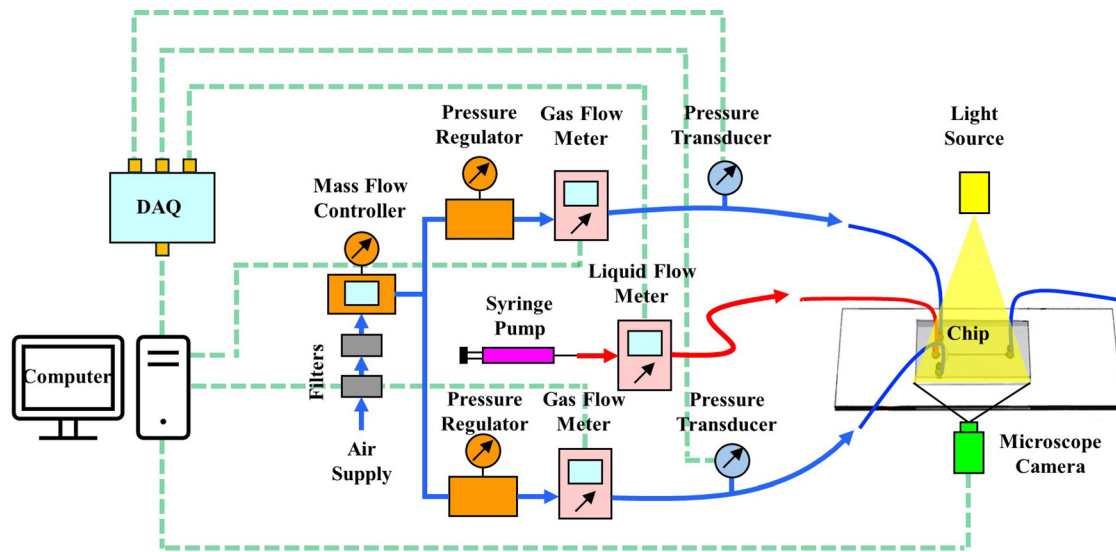 Pressure
Regulator
Gas Flow
Meter
Pressure
Transducer
Light
Source
DAQ
Mass Flow
Controller
Liquid Flow
Meter
Syringe
Pump
Chip
Computer
Filters
Air
Supply
Pressure
Regulator
Gas Flow
Meter
Pressure
Transducer
Microscope
Camera